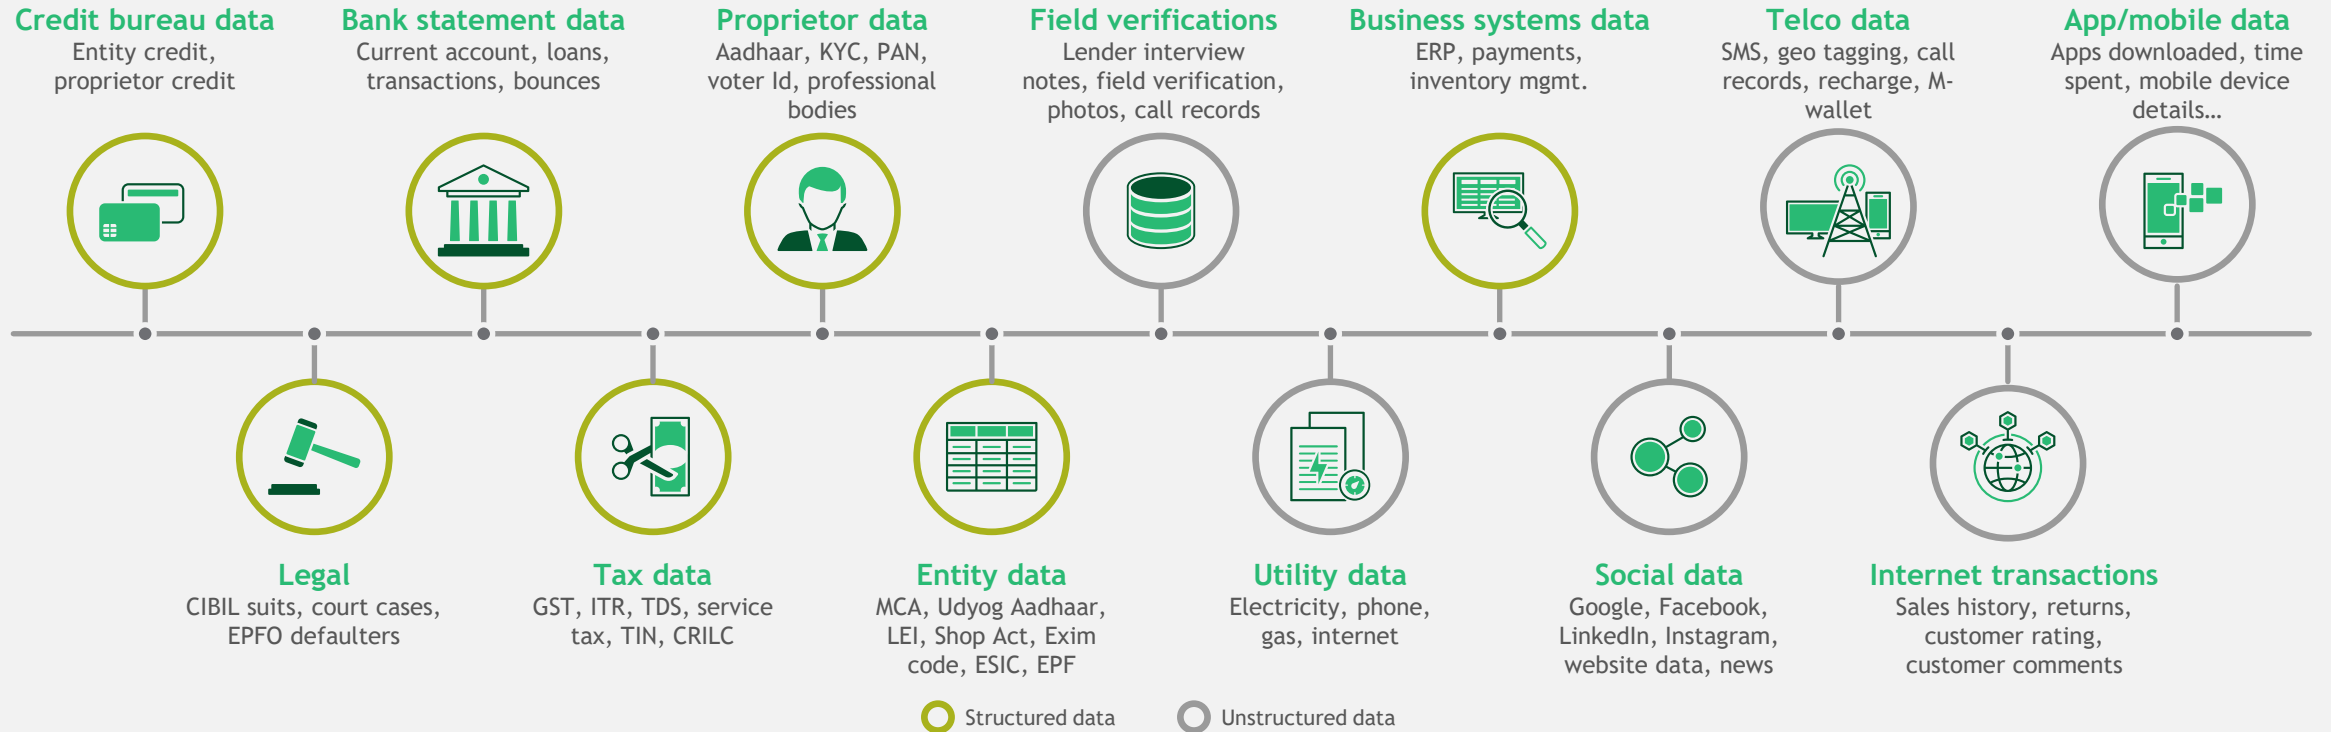 Credit bureau data
Entity credit,
proprietor credit
Bank statement data
Current account, loans,
transactions, bounces
Proprietor data
Aadhaar, KYC, PAN,
voter Id, professional
bodies
Field verifications
Lender interview
notes, field verification,
photos, call records
Business systems data
ERP, payments,
inventory mgmt.
Telco data
SMS, geo tagging, call
records, recharge, M-
wallet
App/mobile data
Apps downloaded, time
spent, mobile device
details…
Legal
CIBIL suits, court cases,
EPFO defaulters
Tax data
GST, ITR, TDS, service
tax, TIN, CRILC
Entity data
MCA, Udyog Aadhaar,
LEI, Shop Act, Exim
code, ESIC, EPF
Utility data
Electricity, phone,
gas, internet
Social data
Google, Facebook,
LinkedIn, Instagram,
website data, news
Internet transactions
Sales history, returns,
customer rating,
customer comments
Structured data
Unstructured data